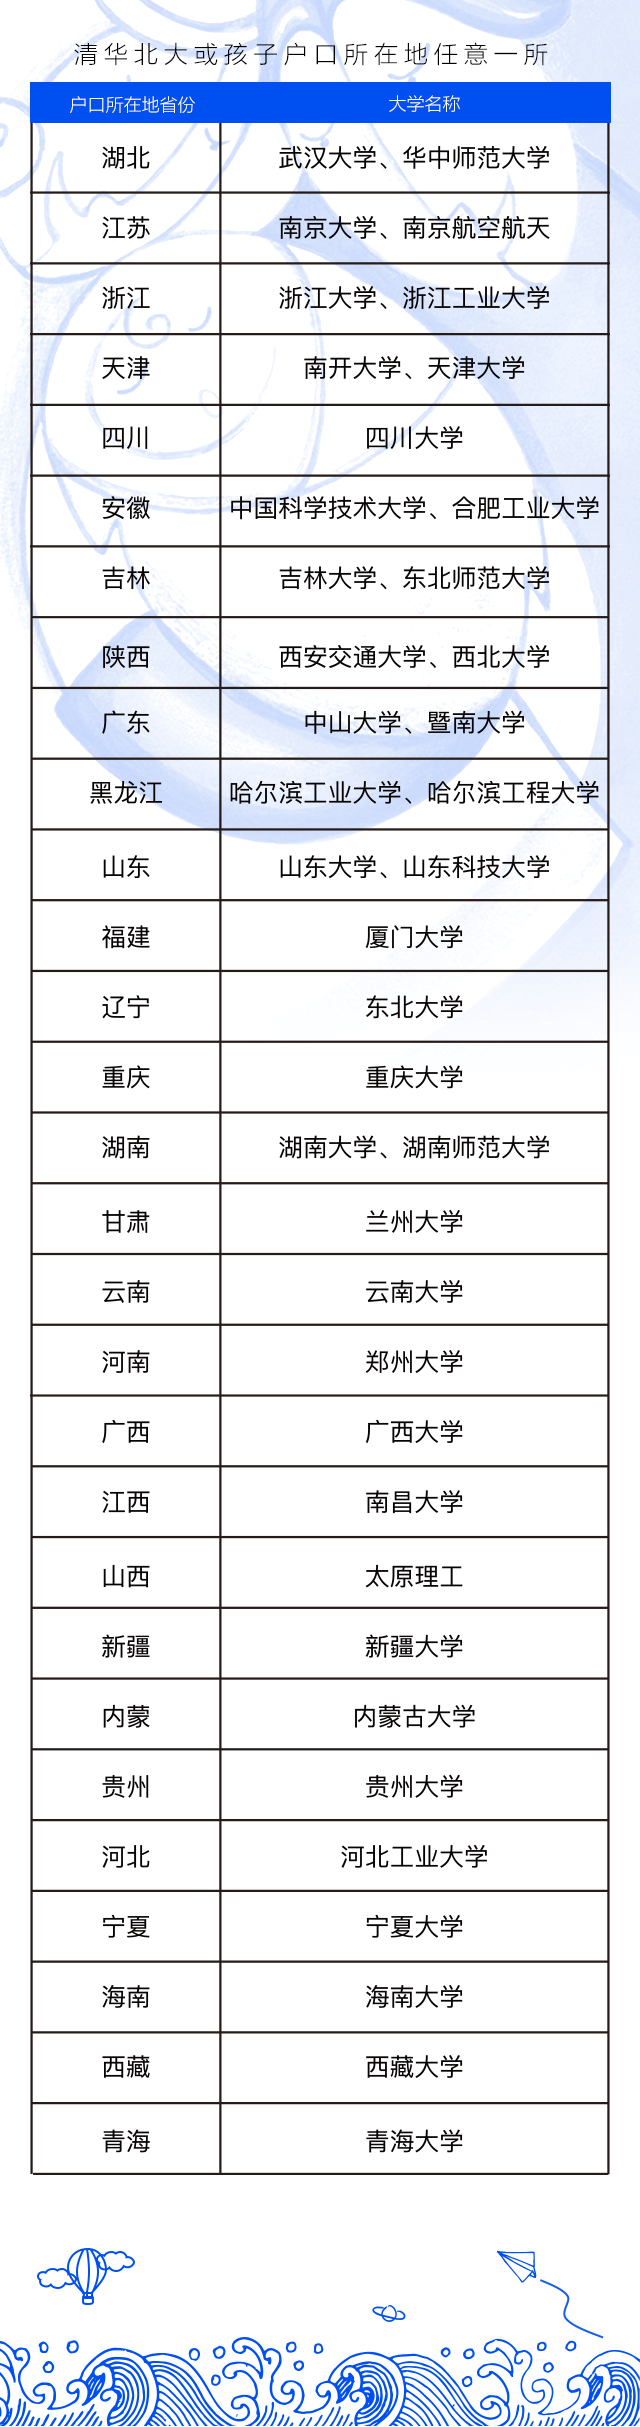 清华北大或孩子户口所在地任意一所
户口所在地省份 大学名称
湖北 武汉大学、华中师范大学
江苏 南京大学、南京航空航天
浙江 浙江大学、浙江工业大学
天津 南开大学、天津大学
四川 四川大学
安徽 中国科学技术大学、合肥工业大学
吉林 吉林大学、东北师范大学
陕西 西安交通大学、西北大学
广东 中山大学、暨南大学
黑龙江 哈尔滨工业大学、哈尔滨工程大学
山东 山东大学、山东科技大学
福建 厦门大学
辽宁 东北大学
重庆 重庆大学
湖南 湖南大学、湖南师范大学
甘肃 兰州大学
云南 云南大学
河南 郑州大学
广西 广西大学
江西 南昌大学
山西 太原理工
新疆 新疆大学
内蒙 内蒙古大学
贵州 贵州大学
河北 河北工业大学
宁夏 宁夏大学
海南 海南大学
西藏 西藏大学
青海 青海大学